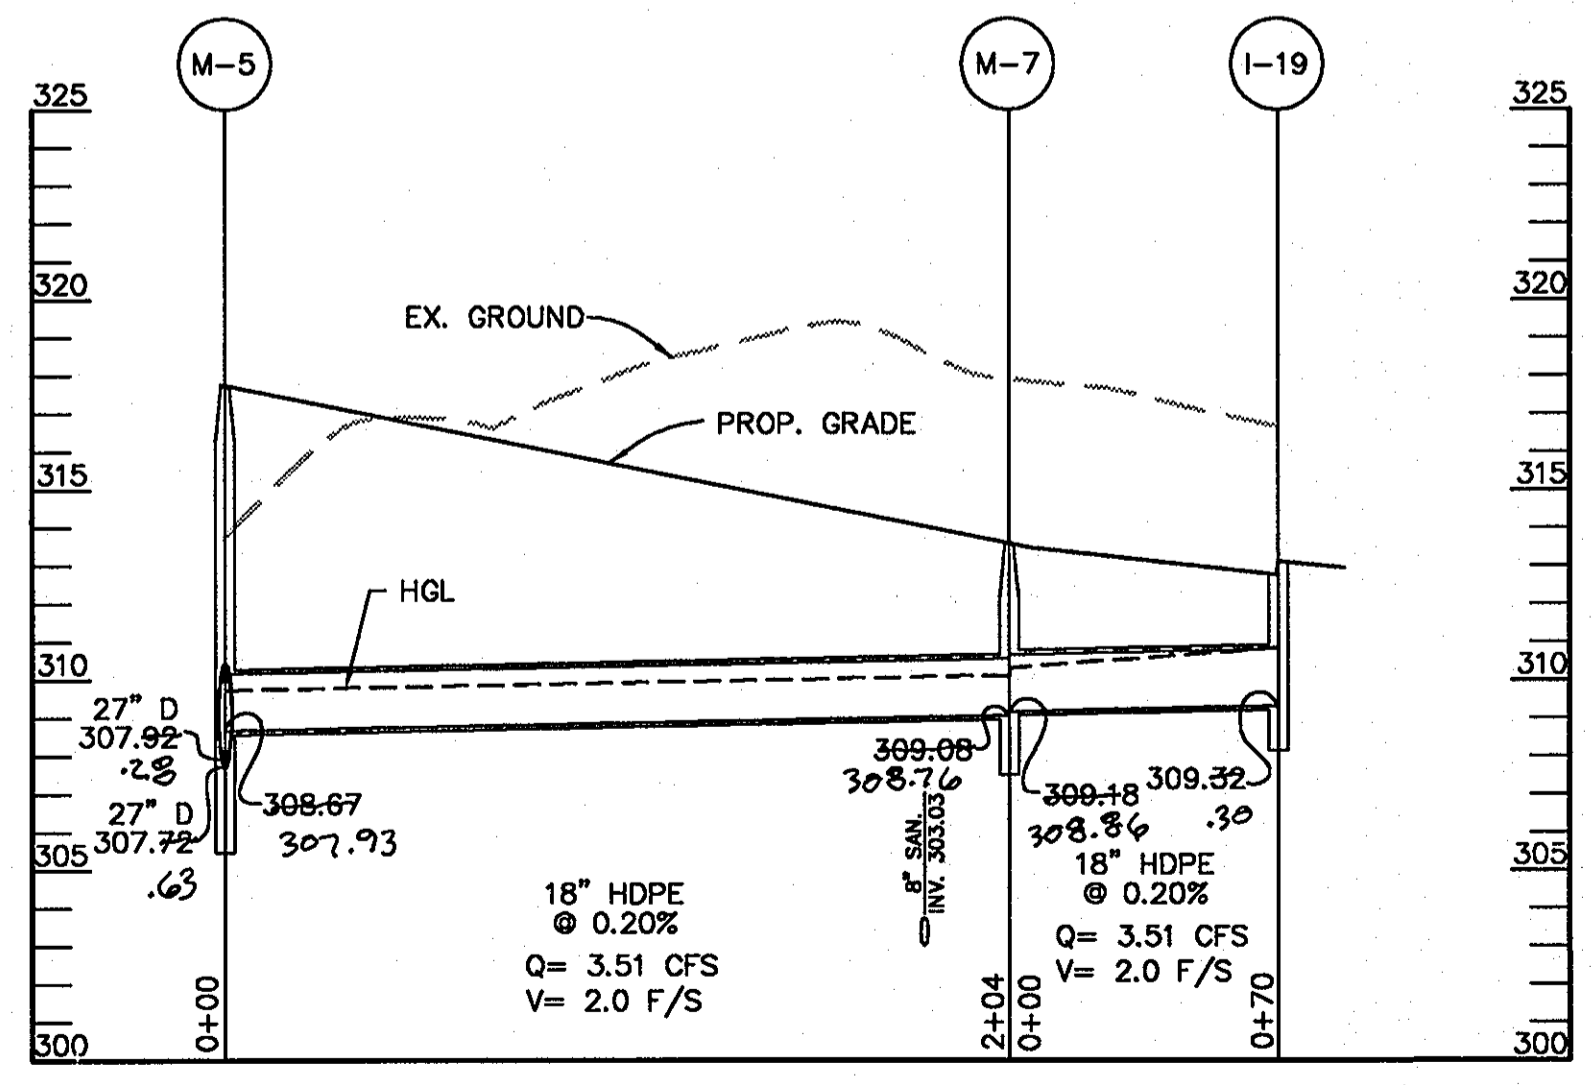 M-5
M-7
I-19
325
325
320
320
EX. GROUND
PROP. GRADE
315
315
HGL
310
310
27" D
307.92
.28
27" D
307.72
.63
308.67
307.93
309.08
308.76
309.18
308.86
309.32
.30
8" SAN.
INV. 303.03
305
305
18" HDPE
@ 0.20%
Q= 3.51 CFS
V= 2.0 F/S
18" HDPE
@ 0.20%
Q= 3.51 CFS
V= 2.0 F/S
0+00
2+04
0+00
0+70
300
300